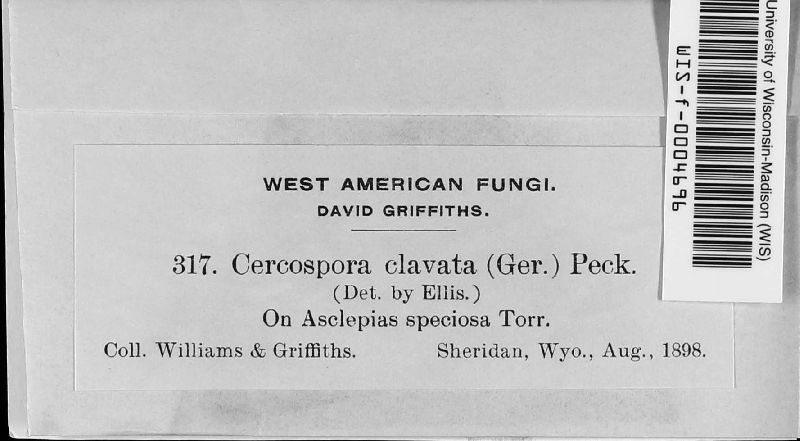 WEST AMERICAN FUNGI.
DAVID GRIFFITHS.
317. Cercospora clavata (Ger.) Peck.
(Det. by Ellis.)
On Asclepias speciosa Torr.
Coll. Williams & Griffiths. Sheridan, Wyo., Aug., 1898.
University of Wisconsin-Madison (WIS)
WIS-f-0004696